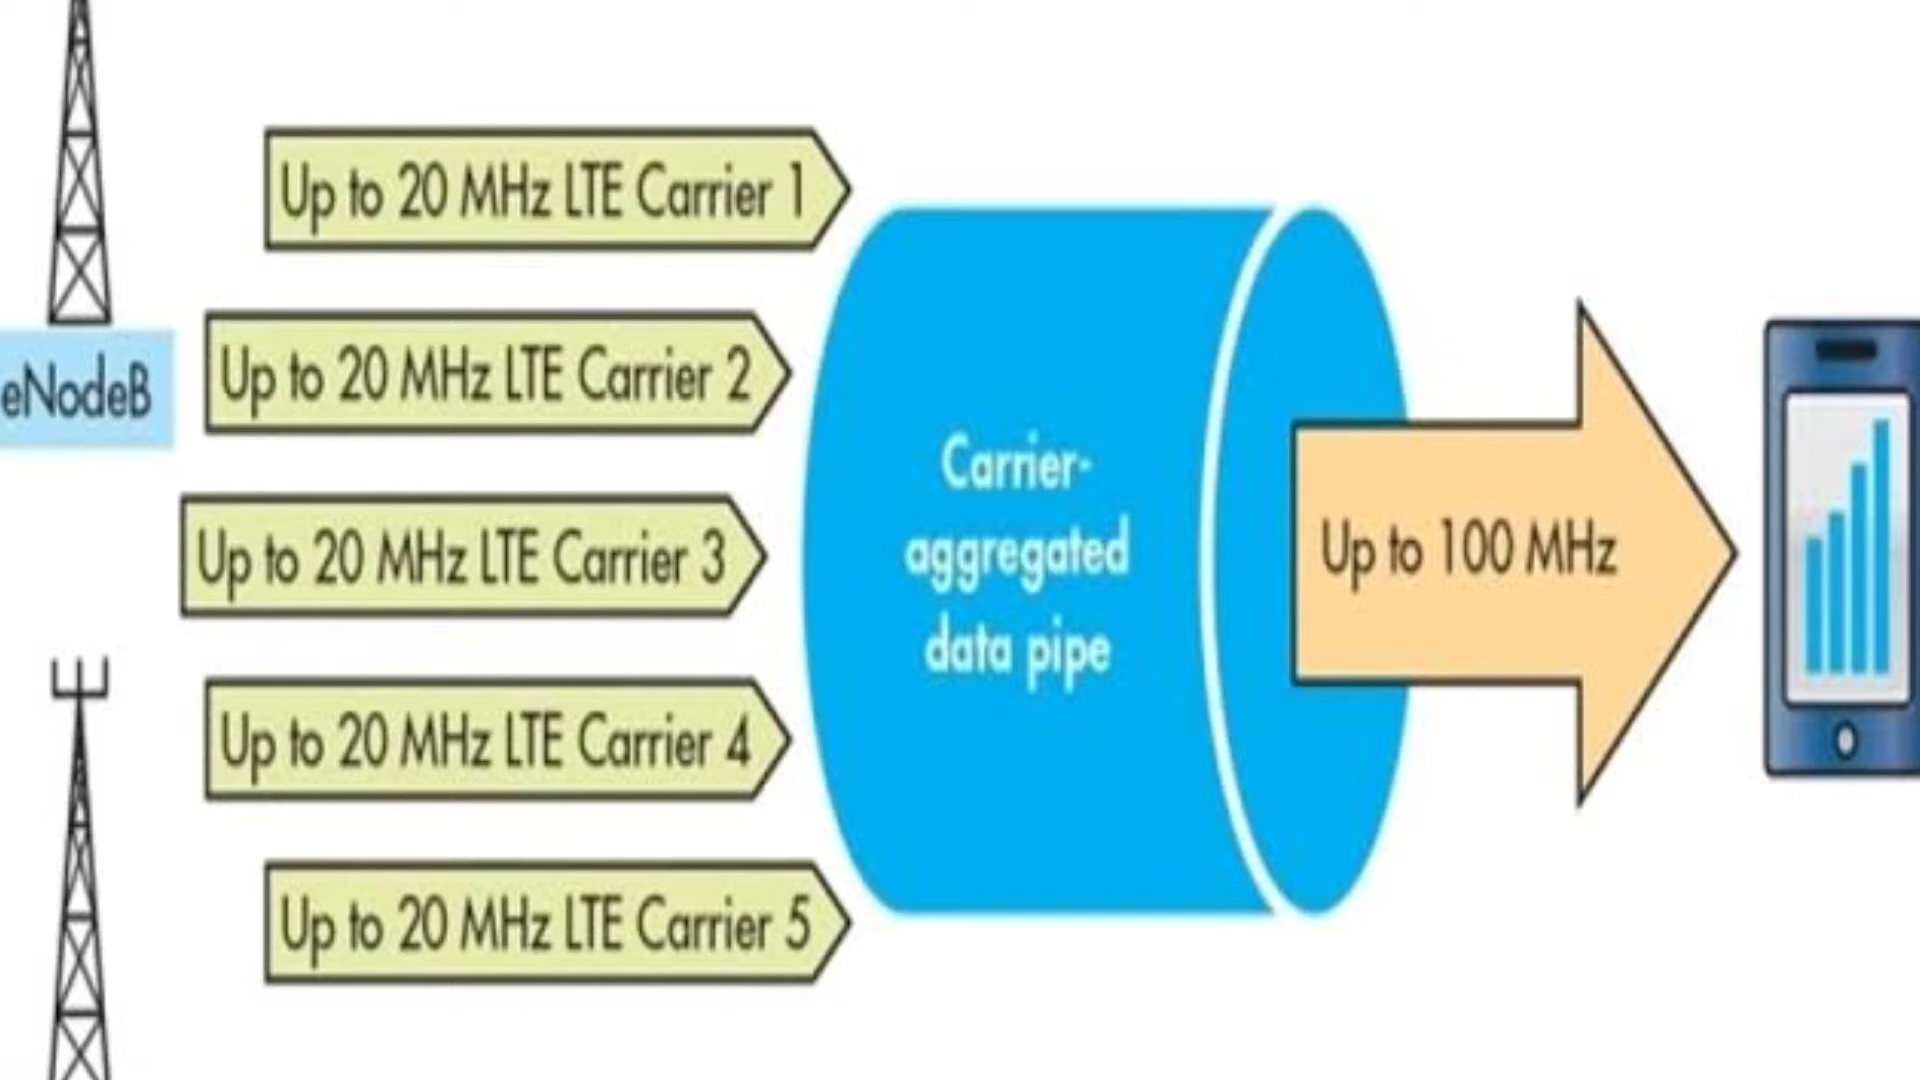 Up to 20 MHz LTE Carrier 1
eNodeB
Up to 20 MHz LTE Carrier 2
Up to 20 MHz LTE Carrier 3
Up to 20 MHz LTE Carrier 4
Up to 20 MHz LTE Carrier 5
Carrier-
aggregated
data pipe
Up to 100 MHz